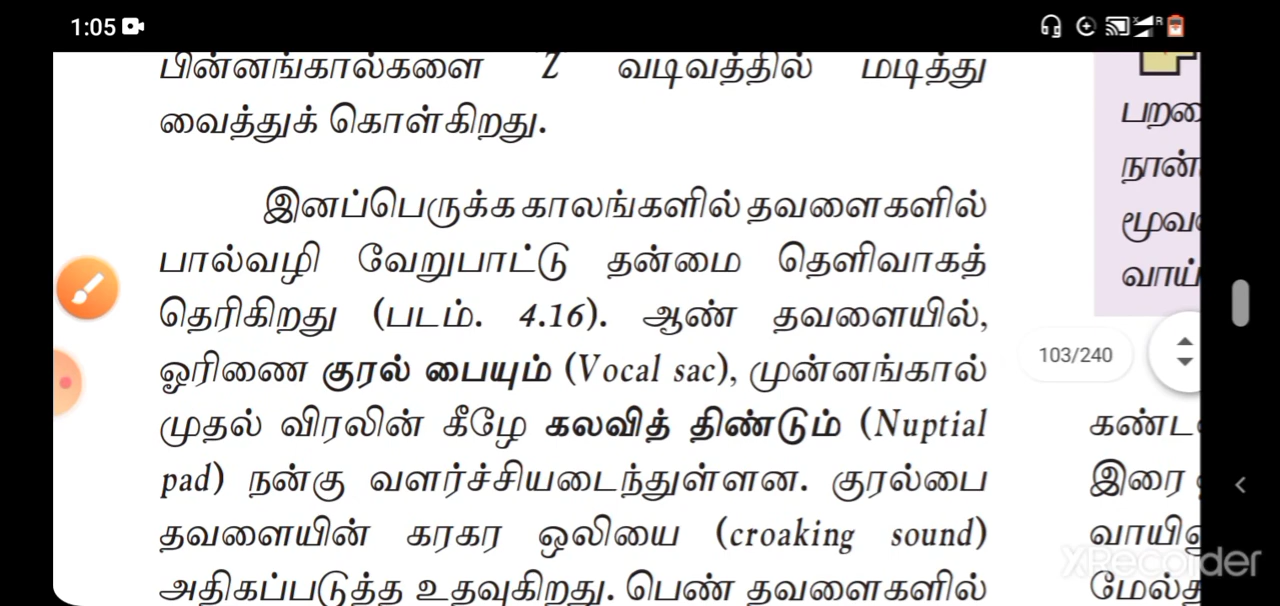 1:05
பின்னங்கால்களை 'Z' வடிவத்தில் மடித்து
வைத்துக் கொள்கிறது.
இனப்பெருக்க காலங்களில் தவளைகளில்
பால்வழி வேறுபாட்டு தன்மை தெளிவாகத்
தெரிகிறது (படம். 4.16). ஆண் தவளையில்,
ஓரிணை குரல் பையும் (Vocal sac), முன்னங்கால்
முதல் விரலின் கீழே கலவித் திண்டும் (Nuptial
pad) நன்கு வளர்ச்சியடைந்துள்ளன. குரல்பை
தவளையின் கரகர ஒலியை (croaking sound)
அதிகப்படுத்த உதவுகிறது. பெண் தவளைகளில்
நான்
வாய்
103/240
இரை
XRecorder